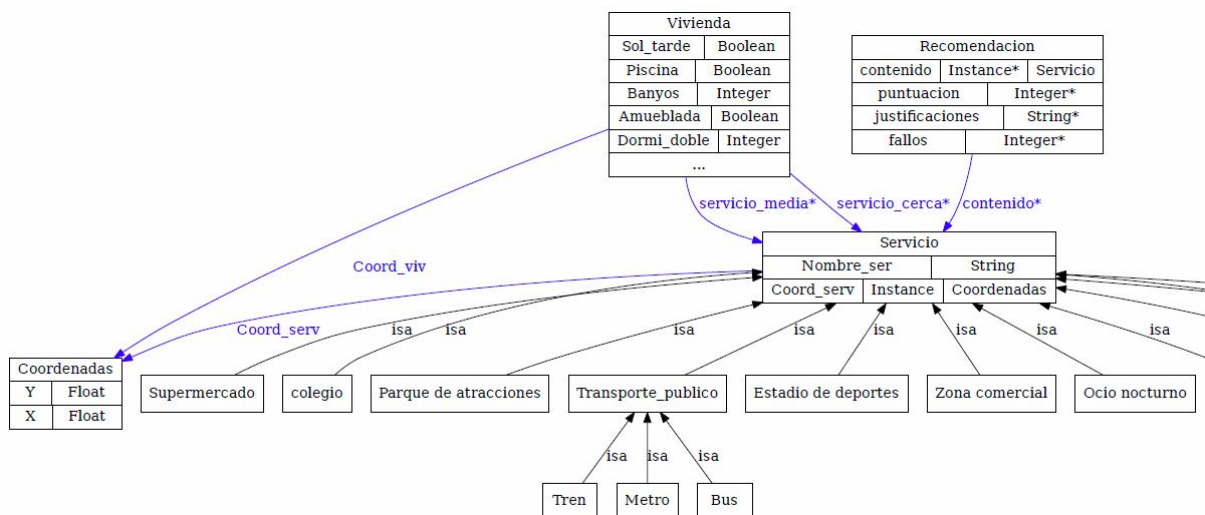 Vivienda
Sol_tarde Boolean
Piscina Boolean
Banyos Integer
Amueblada Boolean
Dormi_doble Integer
...
Recomendacion
contenido Instance* Servicio
puntuacion Integer*
justificaciones String*
fallos Integer*
servicio_media* servicio_cerca* contenido*
Servicio
Nombre_ser String
Coord_serv Instance Coordenadas
Coord_viv
Coord_serv
isa isa isa isa isa isa isa isa
Coordenadas
Y Float
X Float
Supermercado colegio Parque de atracciones Transporte_publico Estadio de deportes Zona comercial Ocio nocturno
isa isa isa
Tren Metro Bus